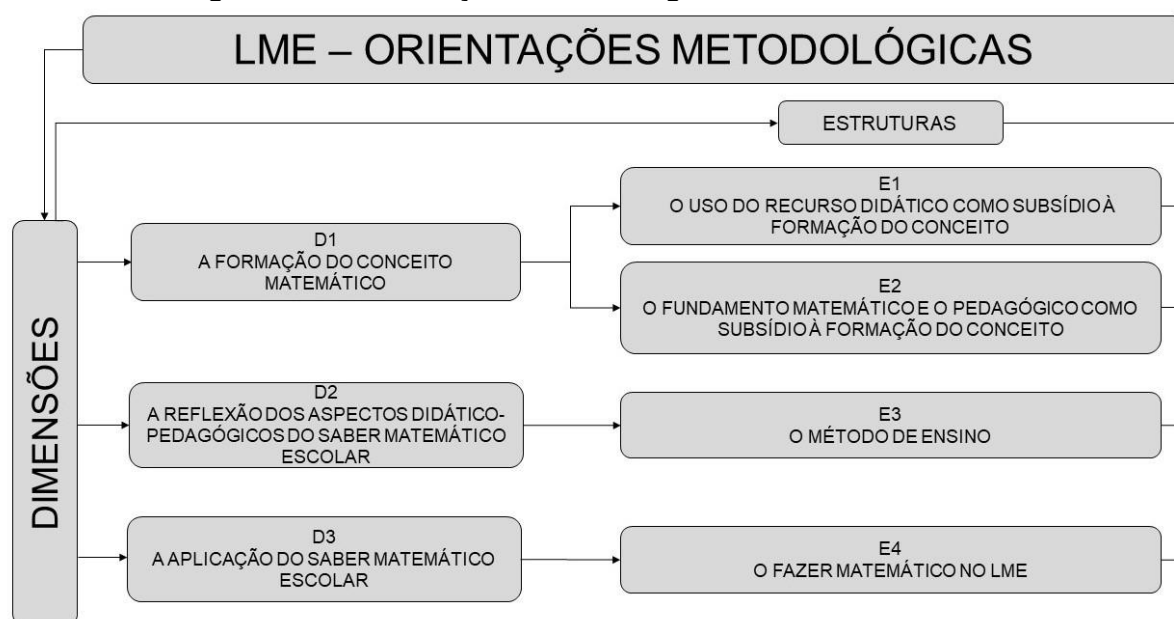 LME – ORIENTAÇÕES METODOLÓGICAS
ESTRUTURAS
DIMENSÕES
D1
A FORMAÇÃO DO CONCEITO
MATEMÁTICO
E1
O USO DO RECURSO DIDÁTICO COMO SUBSÍDIO À
FORMAÇÃO DO CONCEITO
E2
O FUNDAMENTO MATEMÁTICO E O PEDAGÓGICO COMO
SUBSÍDIO À FORMAÇÃO DO CONCEITO
D2
A REFLEXÃO DOS ASPECTOS DIDÁTICO-
PEDAGÓGICOS DO SABER MATEMÁTICO
ESCOLAR
E3
O MÉTODO DE ENSINO
D3
A APLICAÇÃO DO SABER MATEMÁTICO
ESCOLAR
E4
O FAZER MATEMÁTICO NO LME